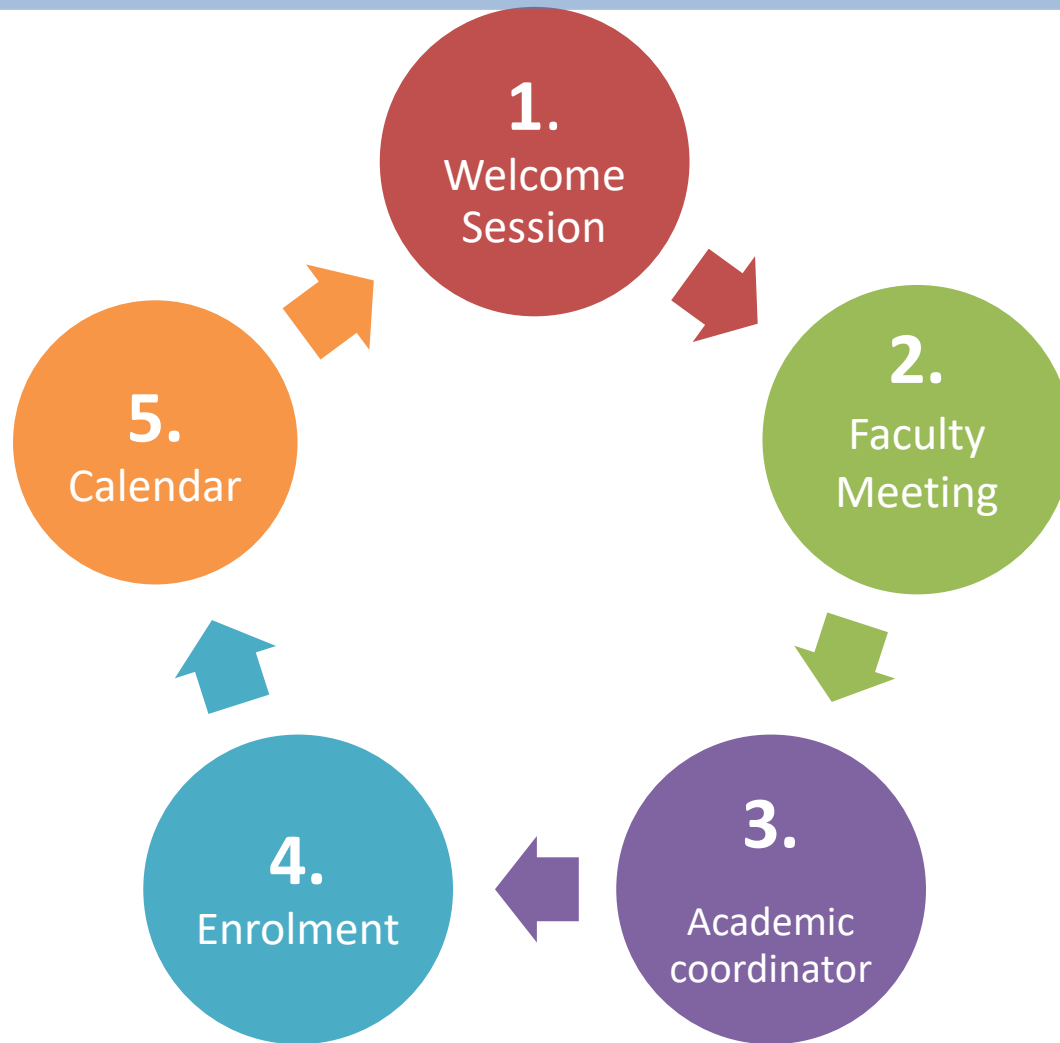 1.
Welcome
Session
2.
Faculty
Meeting
3.
Academic
coordinator
4.
Enrolment
5.
Calendar